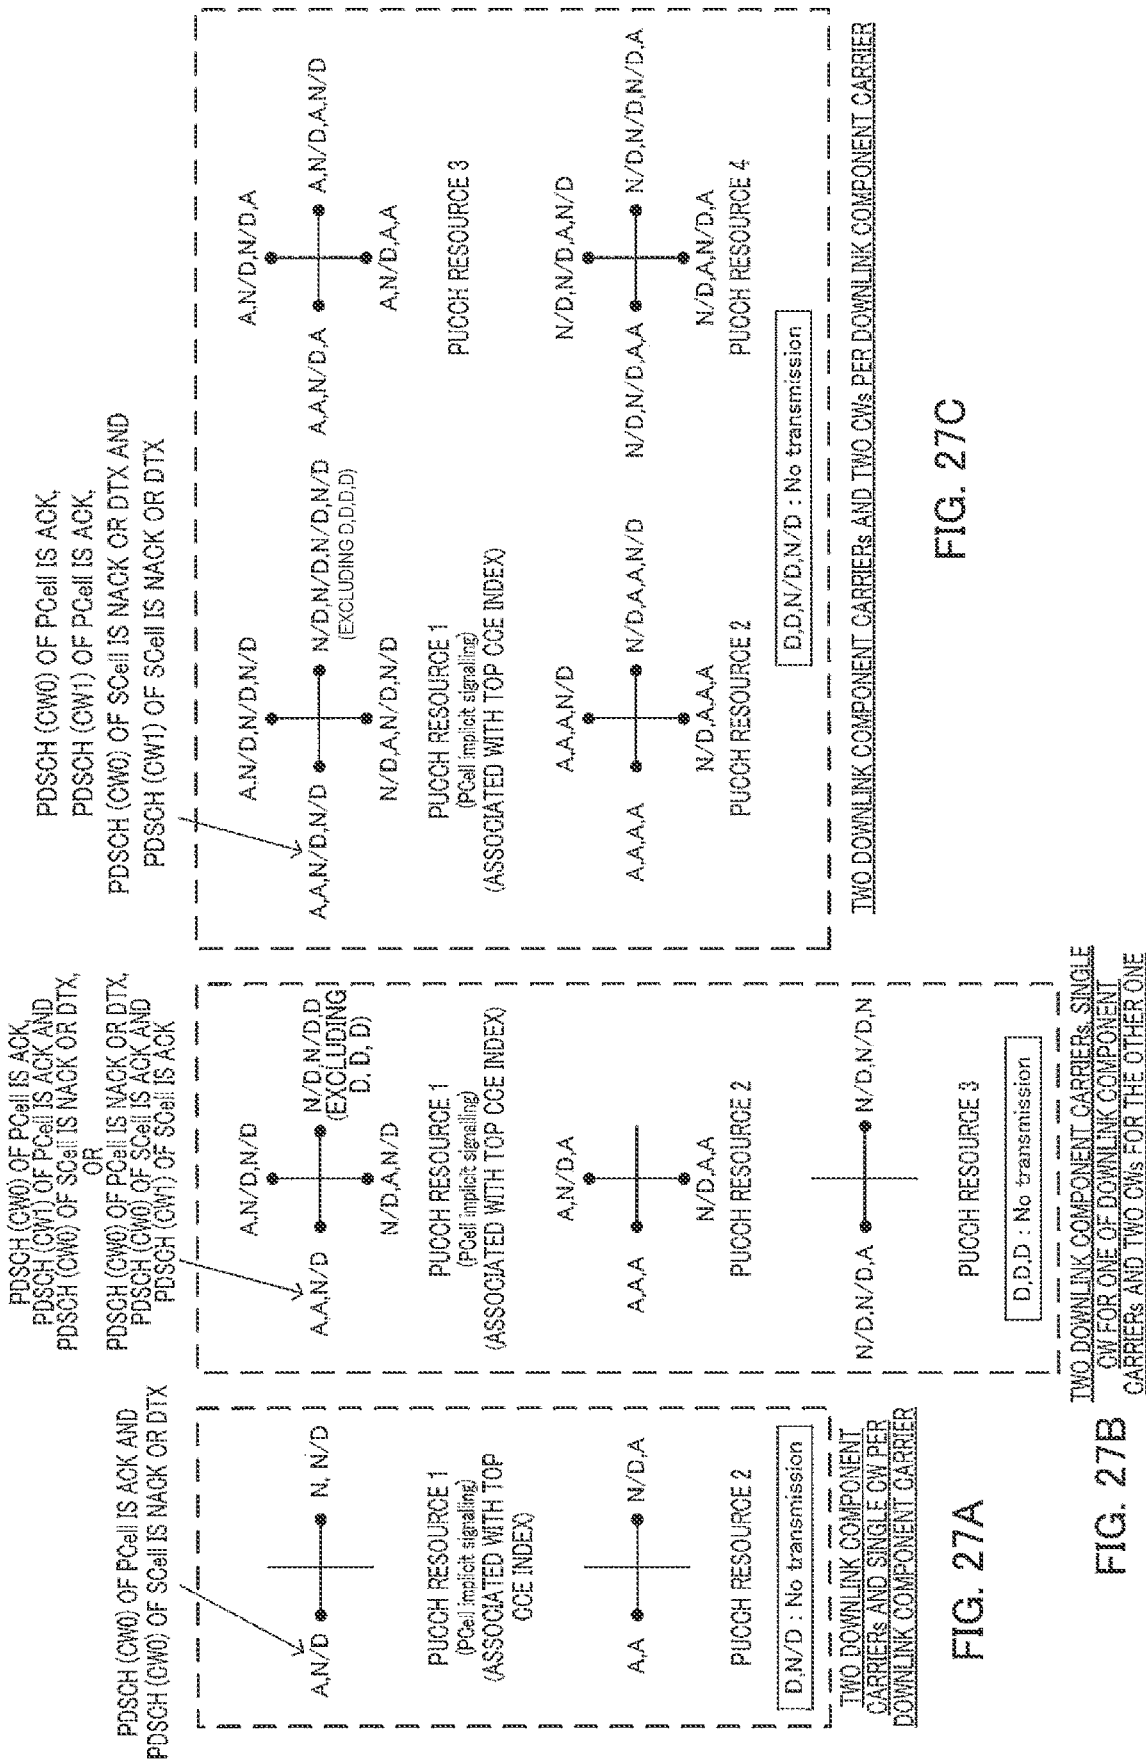 PDSCH (CW0) OF PCell IS ACK AND
PDSCH (CW0) OF SCell IS NACK OR DTX
A,N/D
N, N/D
PUCCH RESOURCE 1
(PCell implicit signalling)
(ASSOCIATED WITH TOP
CCE INDEX)
A,A
N/D,A
PUCCH RESOURCE 2
D,N/D : No transmission
TWO DOWNLINK COMPONENT
CARRIERs AND SINGLE CW PER
DOWNLINK COMPONENT CARRIER
FIG. 27A
PDSCH (CW0) OF PCell IS ACK,
PDSCH (CW1) OF PCell IS ACK AND
PDSCH (CW0) OF SCell IS NACK OR DTX,
OR
PDSCH (CW0) OF PCell IS NACK OR DTX,
PDSCH (CW0) OF SCell IS ACK AND
PDSCH (CW1) OF SCell IS ACK
A,N/D,N/D
A,A,N/D
N/D,N/D,D
(EXCLUDING
D, D, D)
N/D,A,N/D
PUCCH RESOURCE 1
(PCell implicit signalling)
(ASSOCIATED WITH TOP CCE INDEX)
A,N/D,A
A,A,A
N/D,A,A
PUCCH RESOURCE 2
N/D,N/D,A
N/D,N/D,N
PUCCH RESOURCE 3
D,D,D : No transmission
TWO DOWNLINK COMPONENT CARRIERs, SINGLE
CW FOR ONE OF DOWNLINK COMPONENT
CARRIERs AND TWO CWs FOR THE OTHER ONE
FIG. 27B
PDSCH (CW0) OF PCell IS ACK,
PDSCH (CW1) OF PCell IS ACK,
PDSCH (CW0) OF SCell IS NACK OR DTX AND
PDSCH (CW1) OF SCell IS NACK OR DTX
A,N/D,N/D,N/D
A,A,N/D,N/D
N/D,N/D,N/D,N/D
(EXCLUDING D,D,D,D)
N/D,A,N/D,N/D
PUCCH RESOURCE 1
(PCell implicit signalling)
(ASSOCIATED WITH TOP CCE INDEX)
A,N/D,N/D,A
A,A,N/D,A
A,N/D,A,N/D
A,N/D,A,A
PUCCH RESOURCE 3
A,A,A,N/D
A,A,A,A
N/D,A,A,N/D
N/D,A,A,A
PUCCH RESOURCE 2
N/D,N/D,A,N/D
N/D,N/D,A,A
N/D,N/D,N/D,A
N/D,A,N/D,A
PUCCH RESOURCE 4
D,D,N/D,N/D : No transmission
TWO DOWNLINK COMPONENT CARRIERs AND TWO CWs PER DOWNLINK COMPONENT CARRIER
FIG. 27C